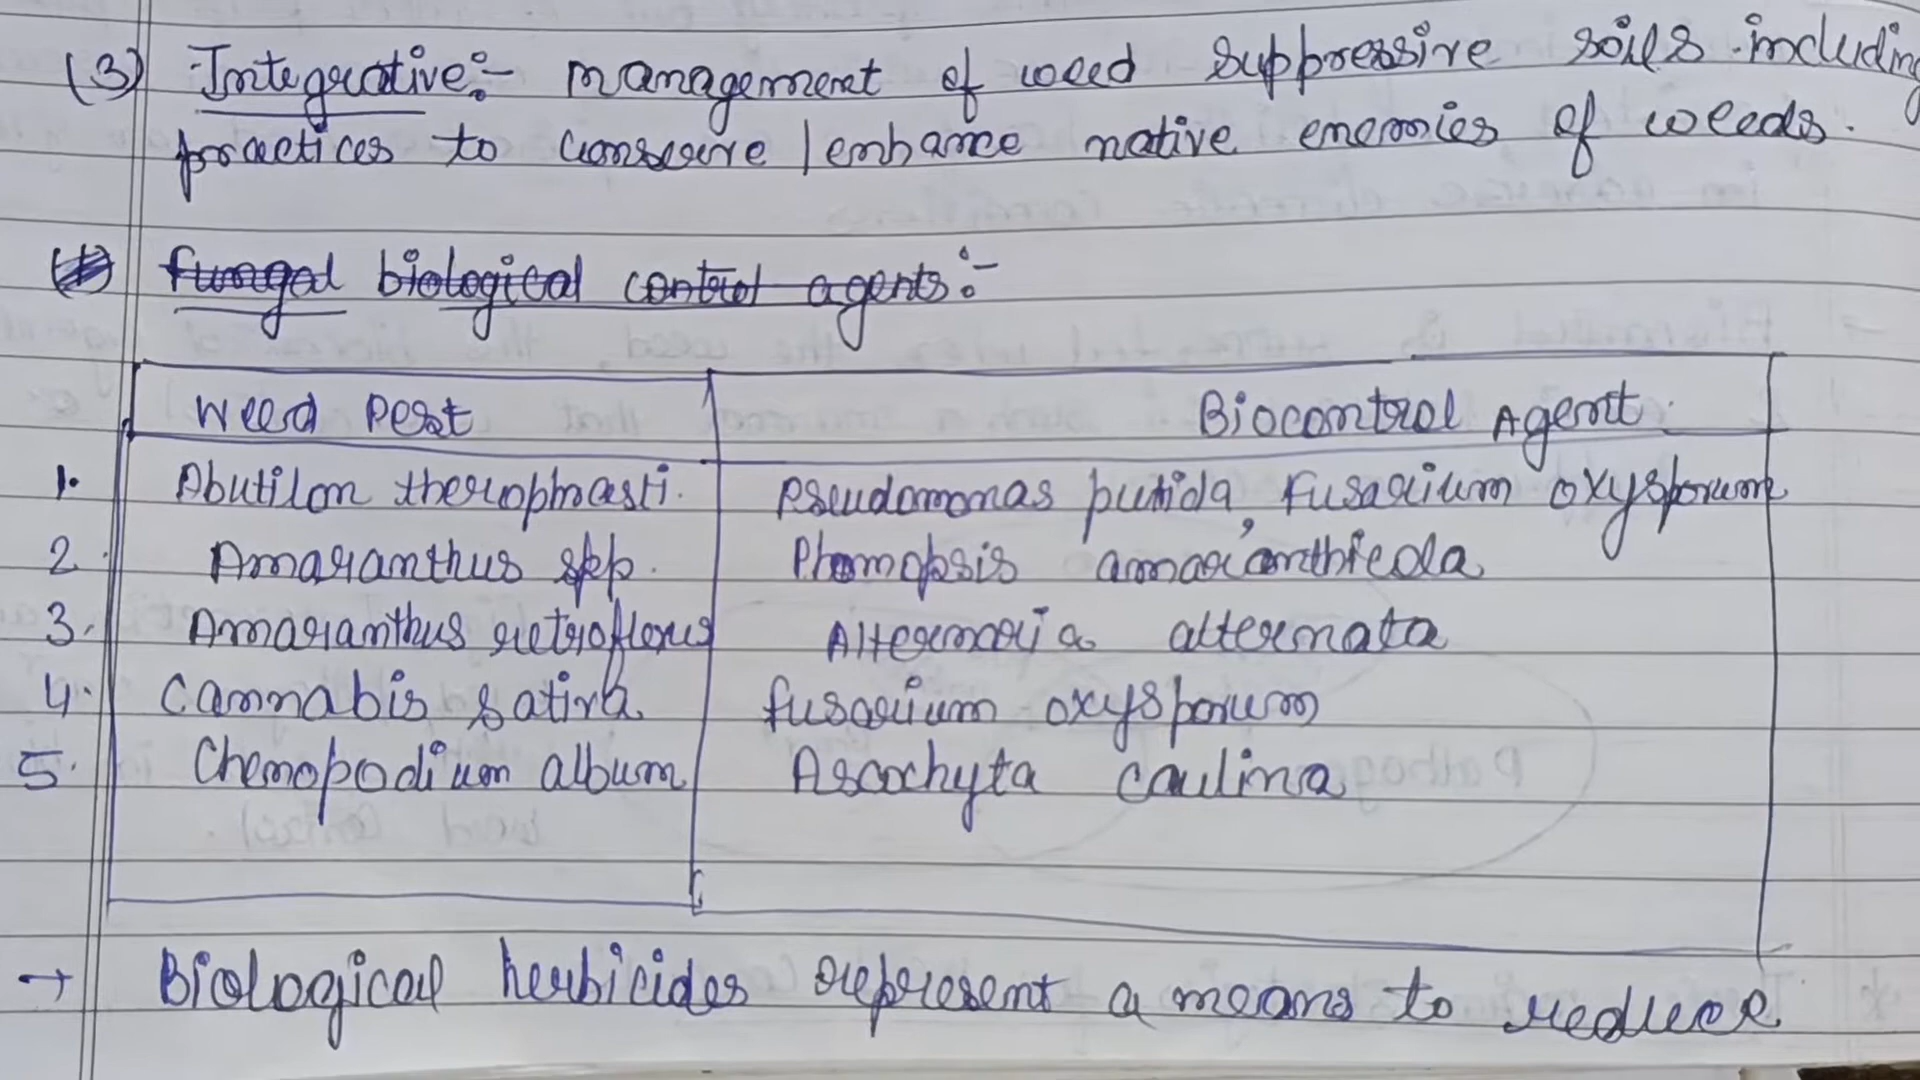 (3) Integrative:- management of weed suppressive soils including
practices to conserve / enhance native enemies of weeds.
fungal biological control agents:-
Weed Pest Biocontrol Agent
1. Abutilon therophrasti. Pseudomonas putida, Fusarium oxysporum
2. Amaranthus spp. Phomopsis amaranthicola
3. Amaranthus retroflexus Alternaria alternata
4. Cannabis sativa Fusarium oxysporum
5. Chenopodium album Ascochyta caulina
→ Biological herbicides represent a means to reduce